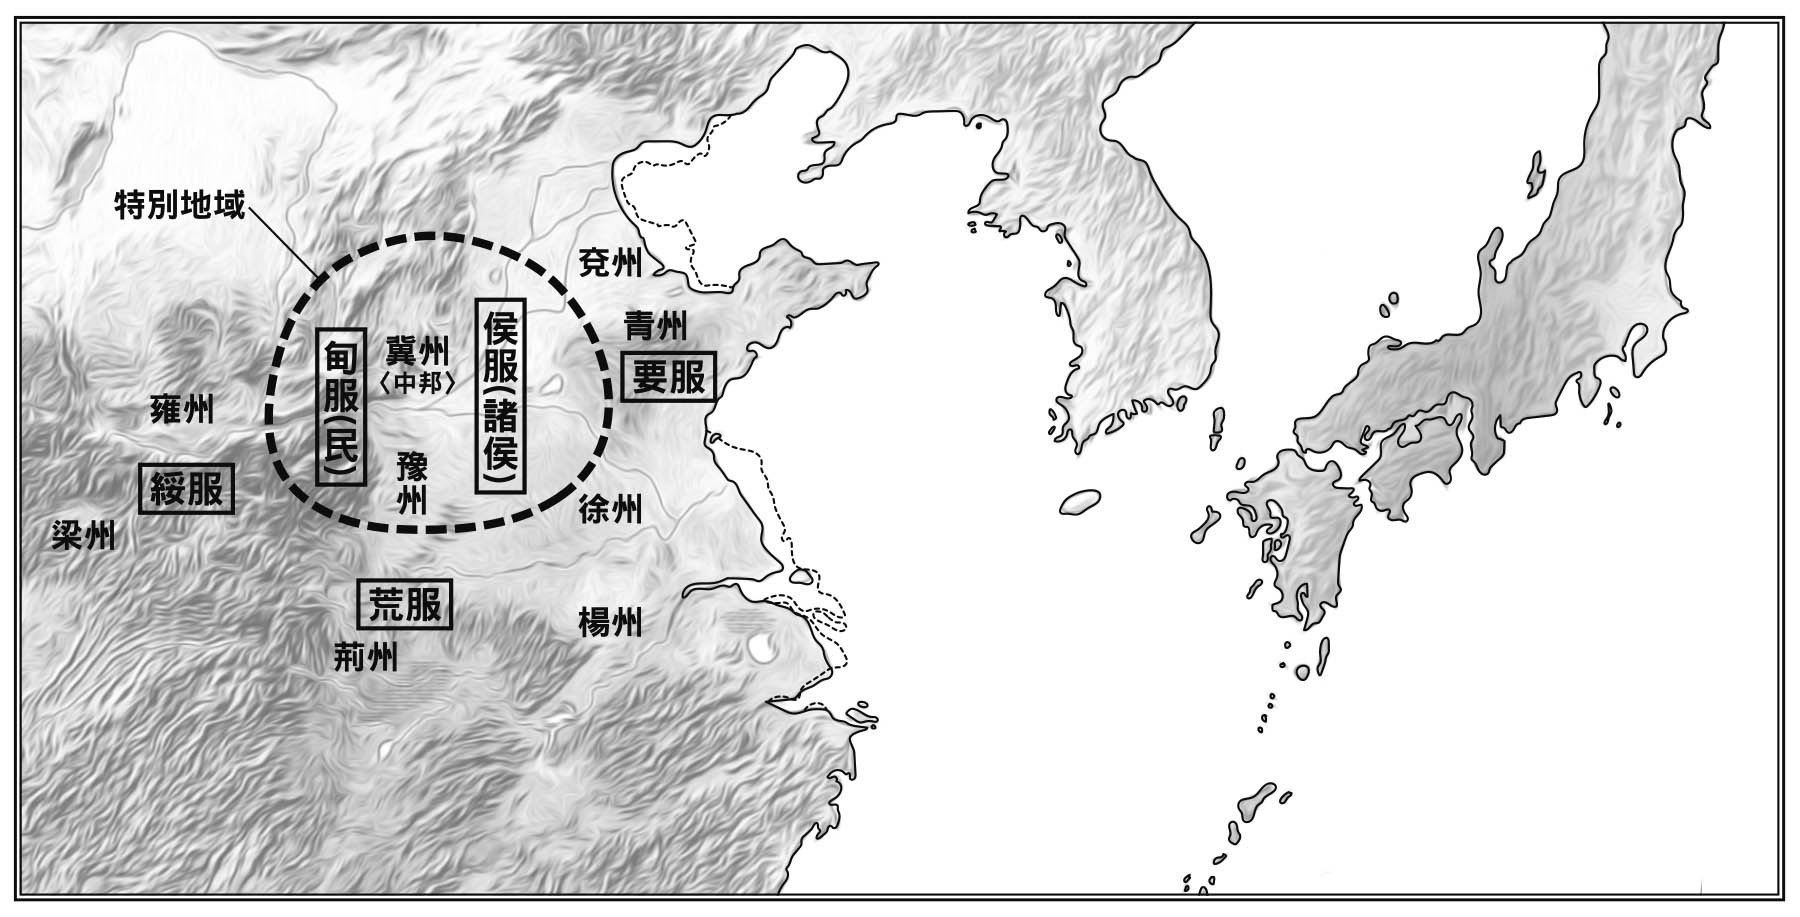 特別地域
兗州
青州
要服
冀州
〈中邦〉
甸服(民)
侯服(諸侯)
雍州
豫州
綏服
徐州
梁州
荒服
楊州
荊州